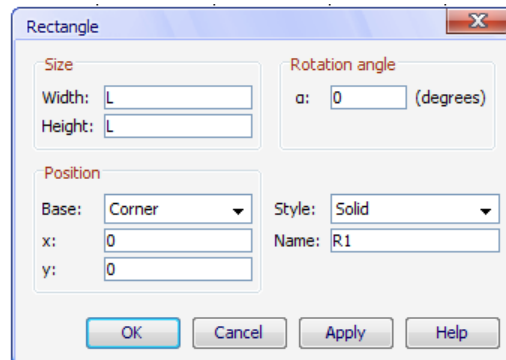 Rectangle
Size
Width: L
Height: L
Rotation angle
α: 0 (degrees)
Position
Base: Corner
x: 0
y: 0
Style: Solid
Name: R1
OK Cancel Apply Help